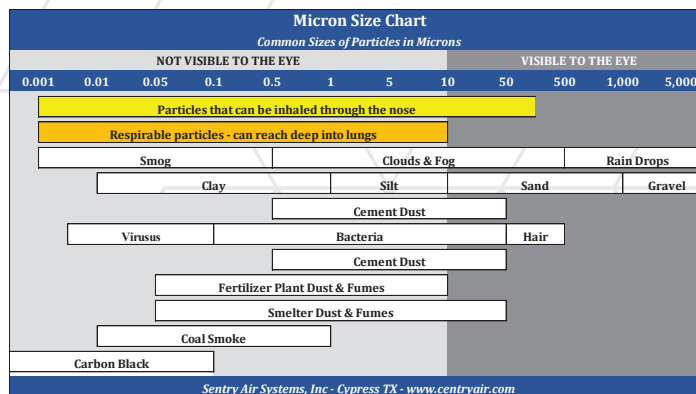 Micron Size Chart
Common Sizes of Particles in Microns
NOT VISIBLE TO THE EYE VISIBLE TO THE EYE
0.001 0.01 0.05 0.1 0.5 1 5 10 50 500 1,000 5,000
Particles that can be inhaled through the nose
Respirable particles - can reach deep into lungs
Smog Clouds & Fog Rain Drops
Clay Silt Sand Gravel
Cement Dust
Virusus Bacteria Hair
Cement Dust
Fertilizer Plant Dust & Fumes
Smelter Dust & Fumes
Coal Smoke
Carbon Black
Sentry Air Systems, Inc - Cypress TX - www.centryair.com